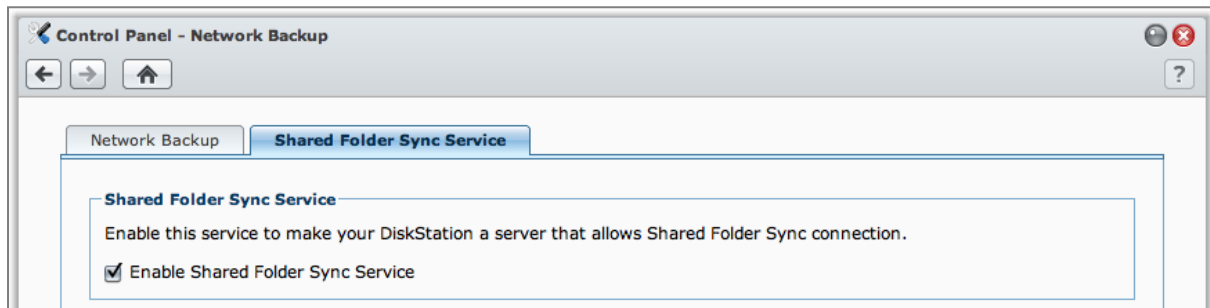 Control Panel - Network Backup
?
Network Backup
Shared Folder Sync Service
Shared Folder Sync Service
Enable this service to make your DiskStation a server that allows Shared Folder Sync connection.
Enable Shared Folder Sync Service